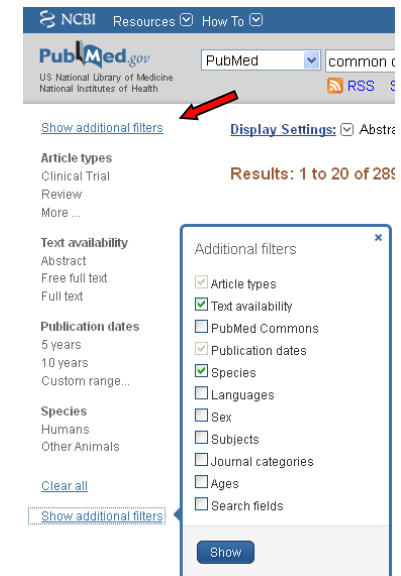 NCBI Resources How To
PubMed.gov
US National Library of Medicine
National Institutes of Health
PubMed
common
RSS
Show additional filters
Display Settings: Abstra
Results: 1 to 20 of 289
Article types
Clinical Trial
Review
More ...
Text availability
Abstract
Free full text
Full text
Publication dates
5 years
10 years
Custom range...
Species
Humans
Other Animals
Clear all
Show additional filters
Additional filters
×
Article types
Text availability
PubMed Commons
Publication dates
Species
Languages
Sex
Subjects
Journal categories
Ages
Search fields
Show